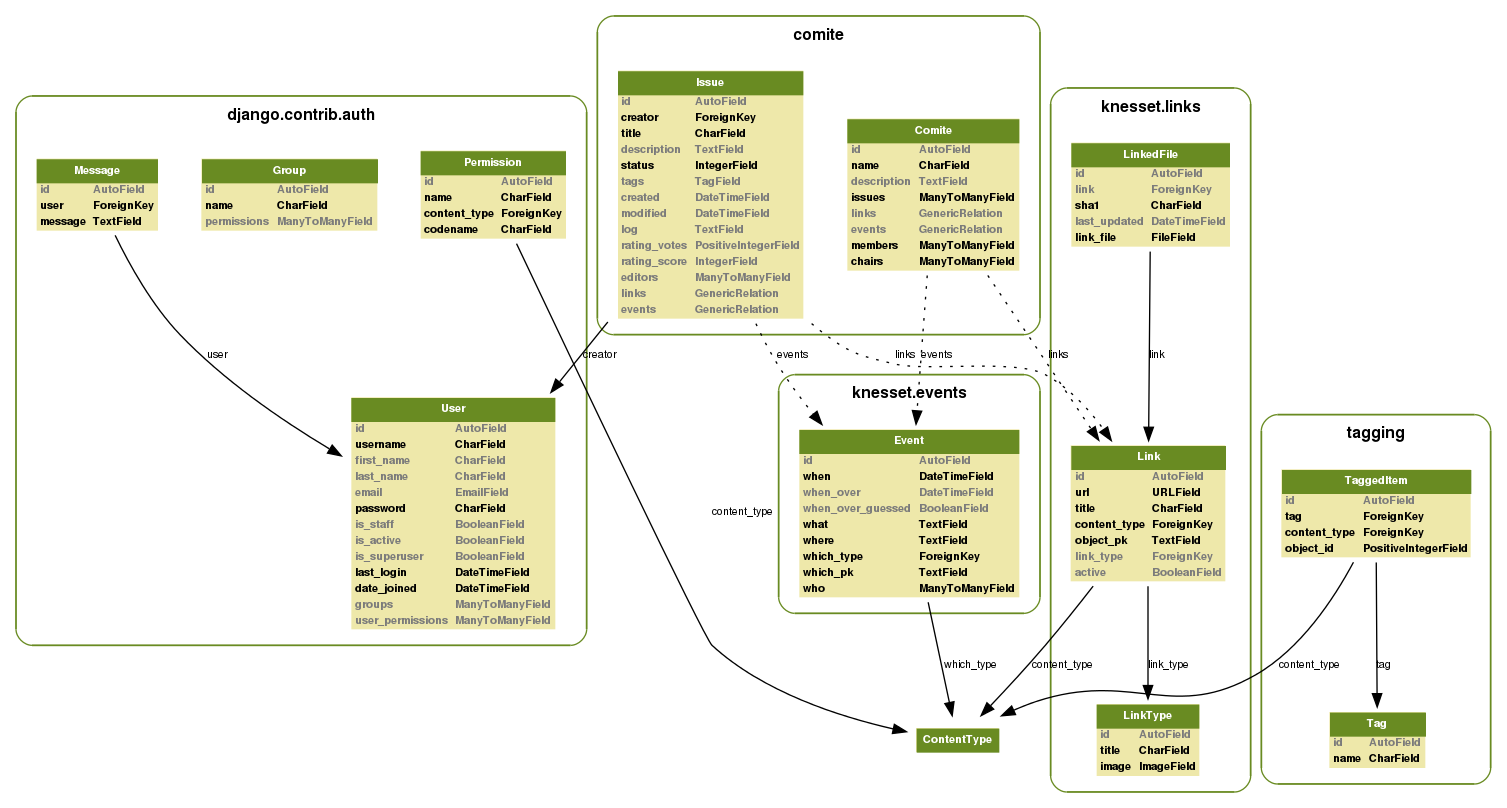 comite
Issue
id AutoField
creator ForeignKey
title CharField
description TextField
status IntegerField
tags TagField
created DateTimeField
modified DateTimeField
log TextField
rating_votes PositiveIntegerField
rating_score IntegerField
editors ManyToManyField
links GenericRelation
events GenericRelation
Comite
id AutoField
name CharField
description TextField
issues ManyToManyField
links GenericRelation
events GenericRelation
members ManyToManyField
chairs ManyToManyField
django.contrib.auth
Message
id AutoField
user ForeignKey
message TextField
Group
id AutoField
name CharField
permissions ManyToManyField
Permission
id AutoField
name CharField
content_type ForeignKey
codename CharField
knesset.links
LinkedFile
id AutoField
link ForeignKey
sha1 CharField
last_updated DateTimeField
link_file FileField
user
creator
events
links
events
links
link
User
id AutoField
username CharField
first_name CharField
last_name CharField
email EmailField
password CharField
is_staff BooleanField
is_active BooleanField
is_superuser BooleanField
last_login DateTimeField
date_joined DateTimeField
groups ManyToManyField
user_permissions ManyToManyField
content_type
knesset.events
Event
id AutoField
when DateTimeField
when_over DateTimeField
when_over_guessed BooleanField
what TextField
where TextField
which_type ForeignKey
which_pk TextField
who ManyToManyField
Link
id AutoField
url URLField
title CharField
content_type ForeignKey
object_pk TextField
link_type ForeignKey
active BooleanField
tagging
TaggedItem
id AutoField
tag ForeignKey
content_type ForeignKey
object_id PositiveIntegerField
which_type
content_type
link_type
content_type
tag
ContentType
LinkType
id AutoField
title CharField
image ImageField
Tag
id AutoField
name CharField